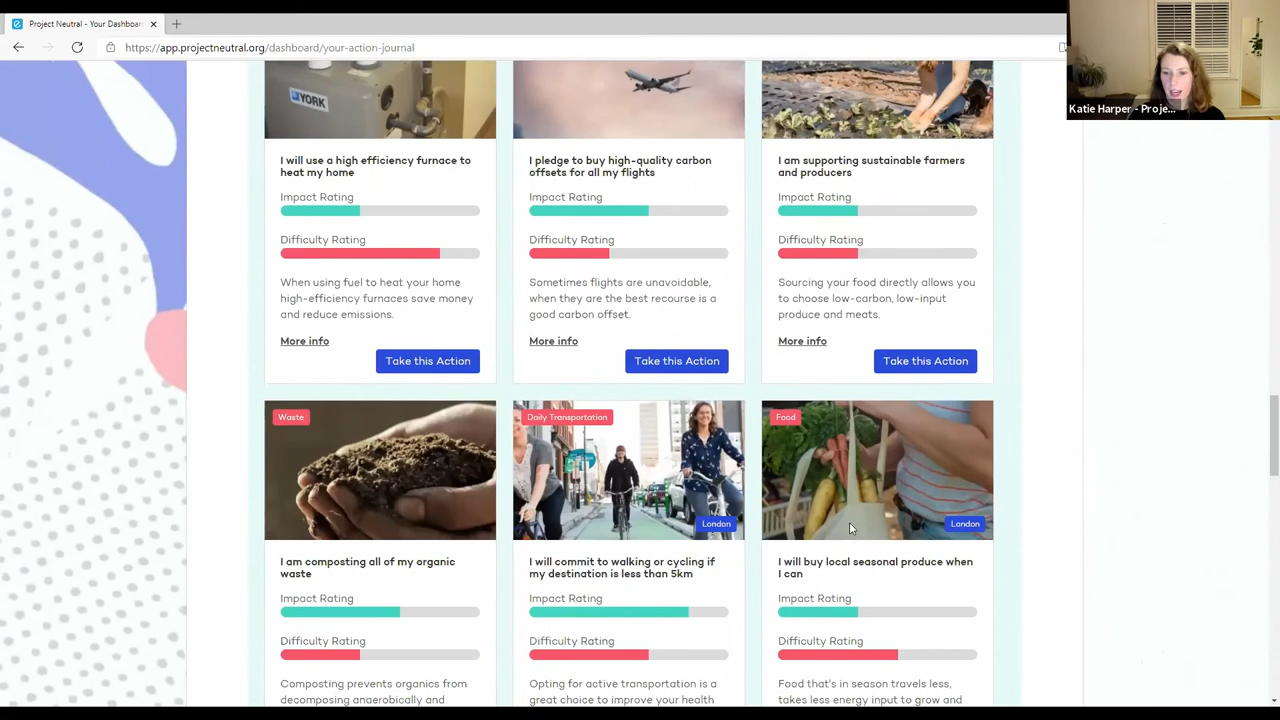 Project Neutral - Your Dashboar
https://app.projectneutral.org/dashboard/your-action-journal
Katie Harper - Proje...
YORK
I will use a high efficiency furnace to
heat my home
Impact Rating
Difficulty Rating
When using fuel to heat your home
high-efficiency furnaces save money
and reduce emissions.
More info
Take this Action
I pledge to buy high-quality carbon
offsets for all my flights
Impact Rating
Difficulty Rating
Sometimes flights are unavoidable,
when they are the best recourse is a
good carbon offset.
More info
Take this Action
I am supporting sustainable farmers
and producers
Impact Rating
Difficulty Rating
Sourcing your food directly allows you
to choose low-carbon, low-input
produce and meats.
More info
Take this Action
Waste
I am composting all of my organic
waste
Impact Rating
Difficulty Rating
Composting prevents organics from
decomposing anaerobically and
Daily Transportation
London
I will commit to walking or cycling if
my destination is less than 5km
Impact Rating
Difficulty Rating
Opting for active transportation is a
great choice to improve your health
Food
London
I will buy local seasonal produce when
I can
Impact Rating
Difficulty Rating
Food that's in season travels less,
takes less energy input to grow and